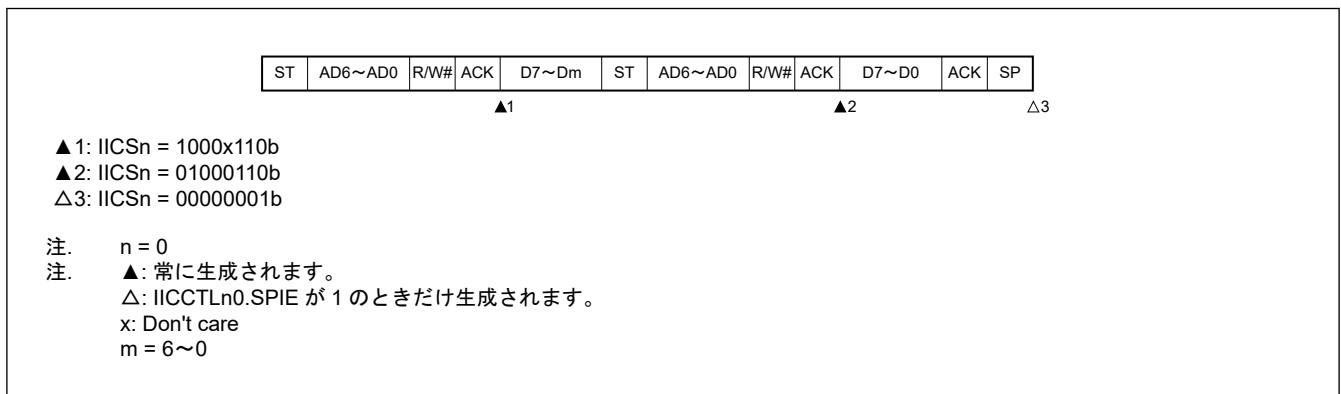 ST AD6～AD0 R/W# ACK D7～Dm ST AD6～AD0 R/W# ACK D7～D0 ACK SP
▲1 ▲2 △3
▲1: IICSn = 1000x110b
▲2: IICSn = 01000110b
△3: IICSn = 00000001b
注. n = 0
注. ▲: 常に生成されます。
△: IICCTLn0.SPIE が 1 のときだけ生成されます。
x: Don't care
m = 6～0